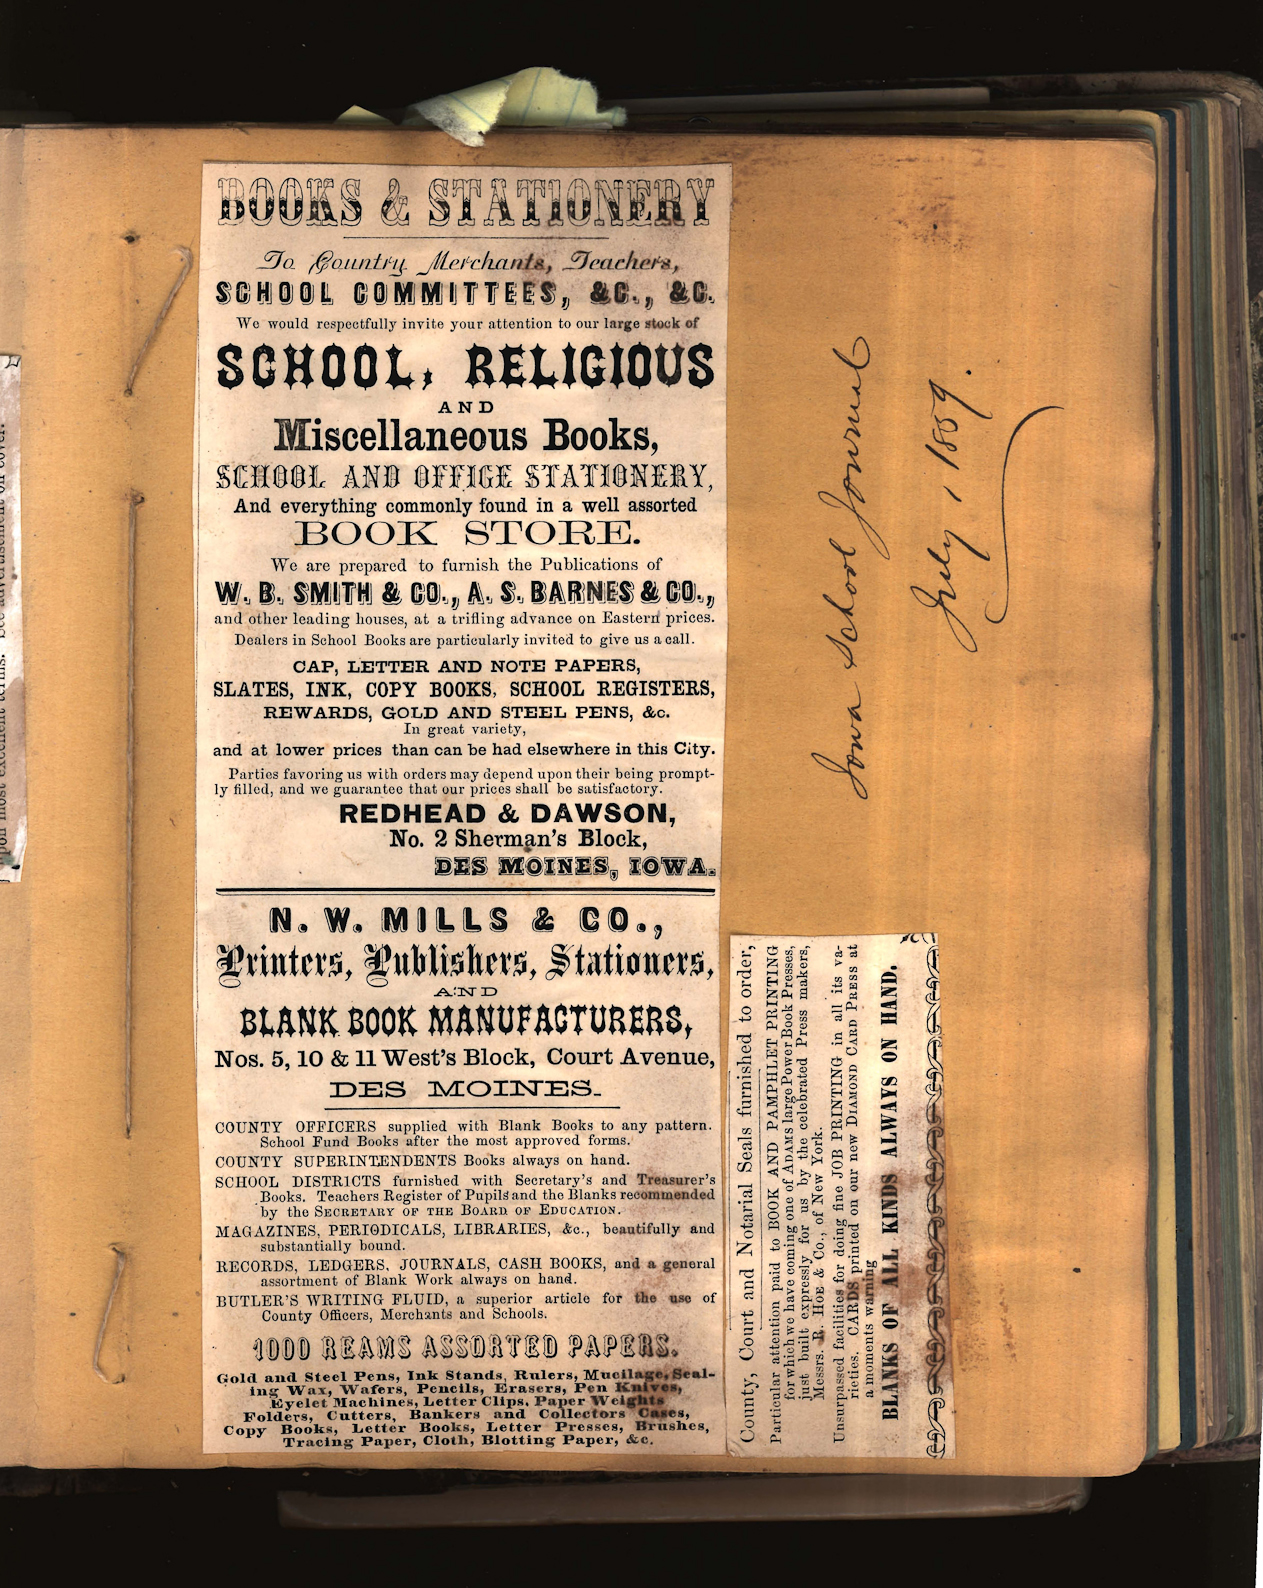 BOOKS & STATIONERY
To Country Merchants, Teachers,
SCHOOL COMMITTEES, &C., &C.
We would respectfully invite your attention to our large stock of
SCHOOL, RELIGIOUS
AND
Miscellaneous Books,
SCHOOL AND OFFICE STATIONERY,
And everything commonly found in a well assorted
BOOK STORE.
We are prepared to furnish the Publications of
W. B. SMITH & CO., A. S. BARNES & CO.,
and other leading houses, at a trifling advance on Eastern prices.
Dealers in School Books are particularly invited to give us a call.
CAP, LETTER AND NOTE PAPERS,
SLATES, INK, COPY BOOKS, SCHOOL REGISTERS,
REWARDS, GOLD AND STEEL PENS, &c.
In great variety,
and at lower prices than can be had elsewhere in this City.
Parties favoring us with orders may depend upon their being prompt-
ly filled, and we guarantee that our prices shall be satisfactory.
REDHEAD & DAWSON,
No. 2 Sherman's Block,
DES MOINES, IOWA.
N. W. MILLS & CO.,
Printers, Publishers, Stationers,
AND
BLANK BOOK MANUFACTURERS,
Nos. 5, 10 & 11 West's Block, Court Avenue,
DES MOINES.
COUNTY OFFICERS supplied with Blank Books to any pattern.
School Fund Books after the most approved forms.
COUNTY SUPERINTENDENTS Books always on hand.
SCHOOL DISTRICTS furnished with Secretary's and Treasurer's
Books. Teachers Register of Pupils and the Blanks recommended
by the SECRETARY OF THE BOARD OF EDUCATION.
MAGAZINES, PERIODICALS, LIBRARIES, &c., beautifully and
substantially bound.
RECORDS, LEDGERS, JOURNALS, CASH BOOKS, and a general
assortment of Blank Work always on hand.
BUTLER'S WRITING FLUID, a superior article for the use of
County Officers, Merchants and Schools.
1000 REAMS ASSORTED PAPERS.
Gold and Steel Pens, Ink Stands, Rulers, Mucilage, Seal-
ing Wax, Wafers, Pencils, Erasers, Pen Knives,
Eyelet Machines, Letter Clips, Paper Weights
Folders, Cutters, Bankers and Collectors Cases,
Copy Books, Letter Books, Letter Presses, Brushes,
Tracing Paper, Cloth, Blotting Paper, &c.
County, Court and Notarial Seals furnished to order,
Particular attention paid to BOOK AND PAMPHLET PRINTING
for which we have coming one of ADAMS large Power Book Presses,
just built expressly for us by the celebrated Press makers,
Messrs. R. HOE & Co., of New York.
Unsurpassed facilities for doing fine JOB PRINTING in all its va-
rieties. CARDS printed on our new DIAMOND CARD PRESS at
a moments warning
BLANKS OF ALL KINDS ALWAYS ON HAND.
Iowa School Journal
July, 1859.
pon most excellent terms. See advertisement on cover.